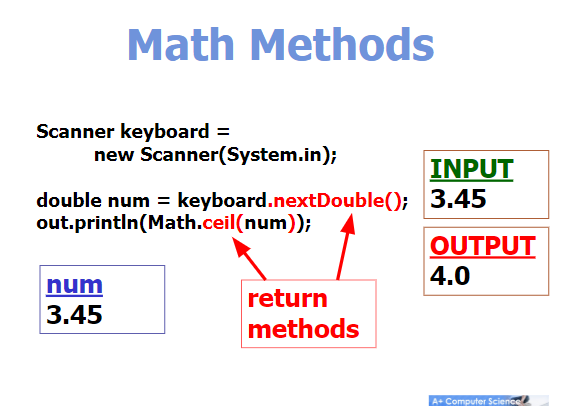 Math Methods
Scanner keyboard =
new Scanner(System.in);
double num = keyboard.nextDouble();
out.println(Math.ceil(num));
INPUT
3.45
OUTPUT
4.0
num
3.45
return
methods
A+ Computer Science